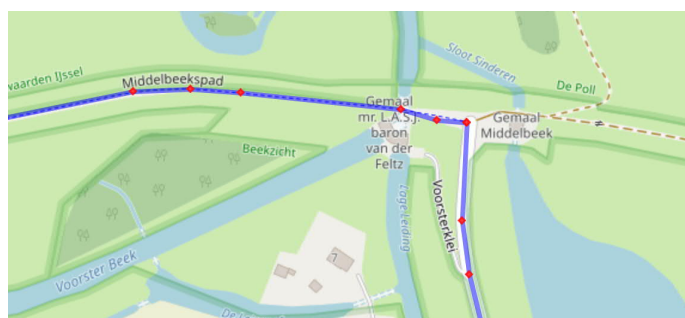 waarden IJssel
Middelbeekspad
Sloot Sinderen
De Poll
Gemaal
mr. L.A.S.J.
baron
van der
Feltz
Gemaal
Middelbeek
Beekzicht
Voorsterklei
Lage Leiding
Voorster Beek
7